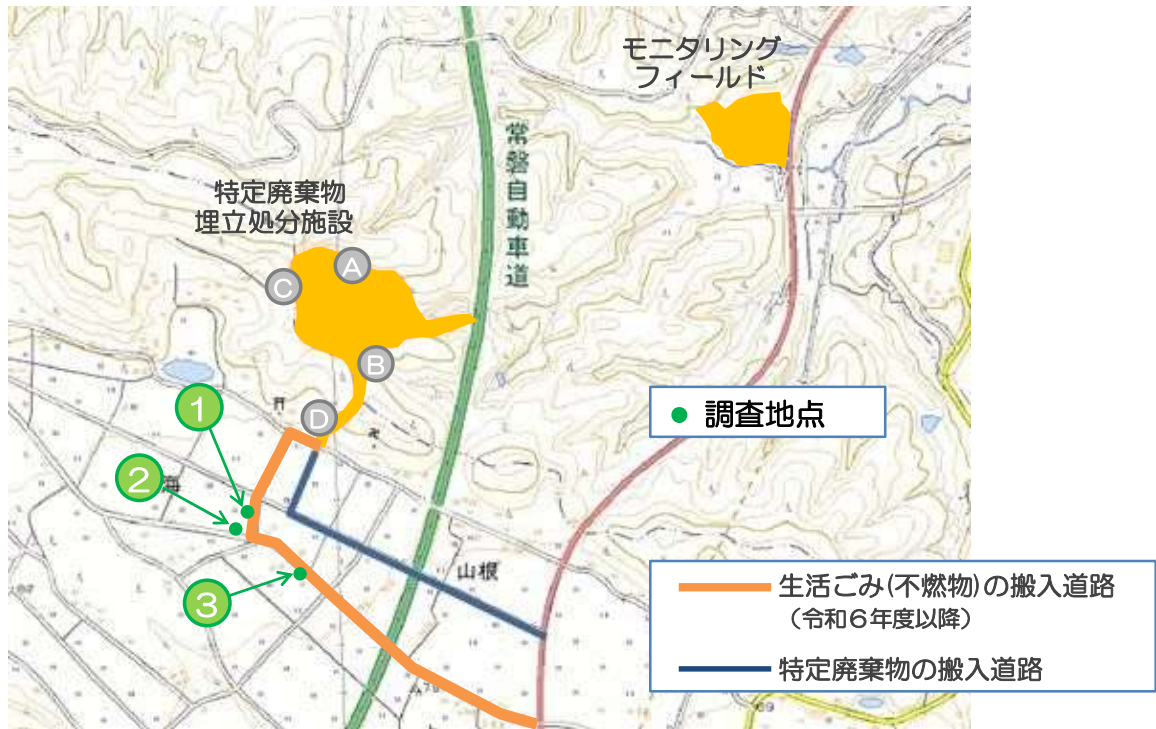 モニタリング
フィールド
常磐自動車道
特定廃棄物
埋立処分施設
A
C
B
D
1
2
海
3
山根
● 調査地点
生活ごみ(不燃物)の搬入道路
（令和６年度以降）
特定廃棄物の搬入道路
69